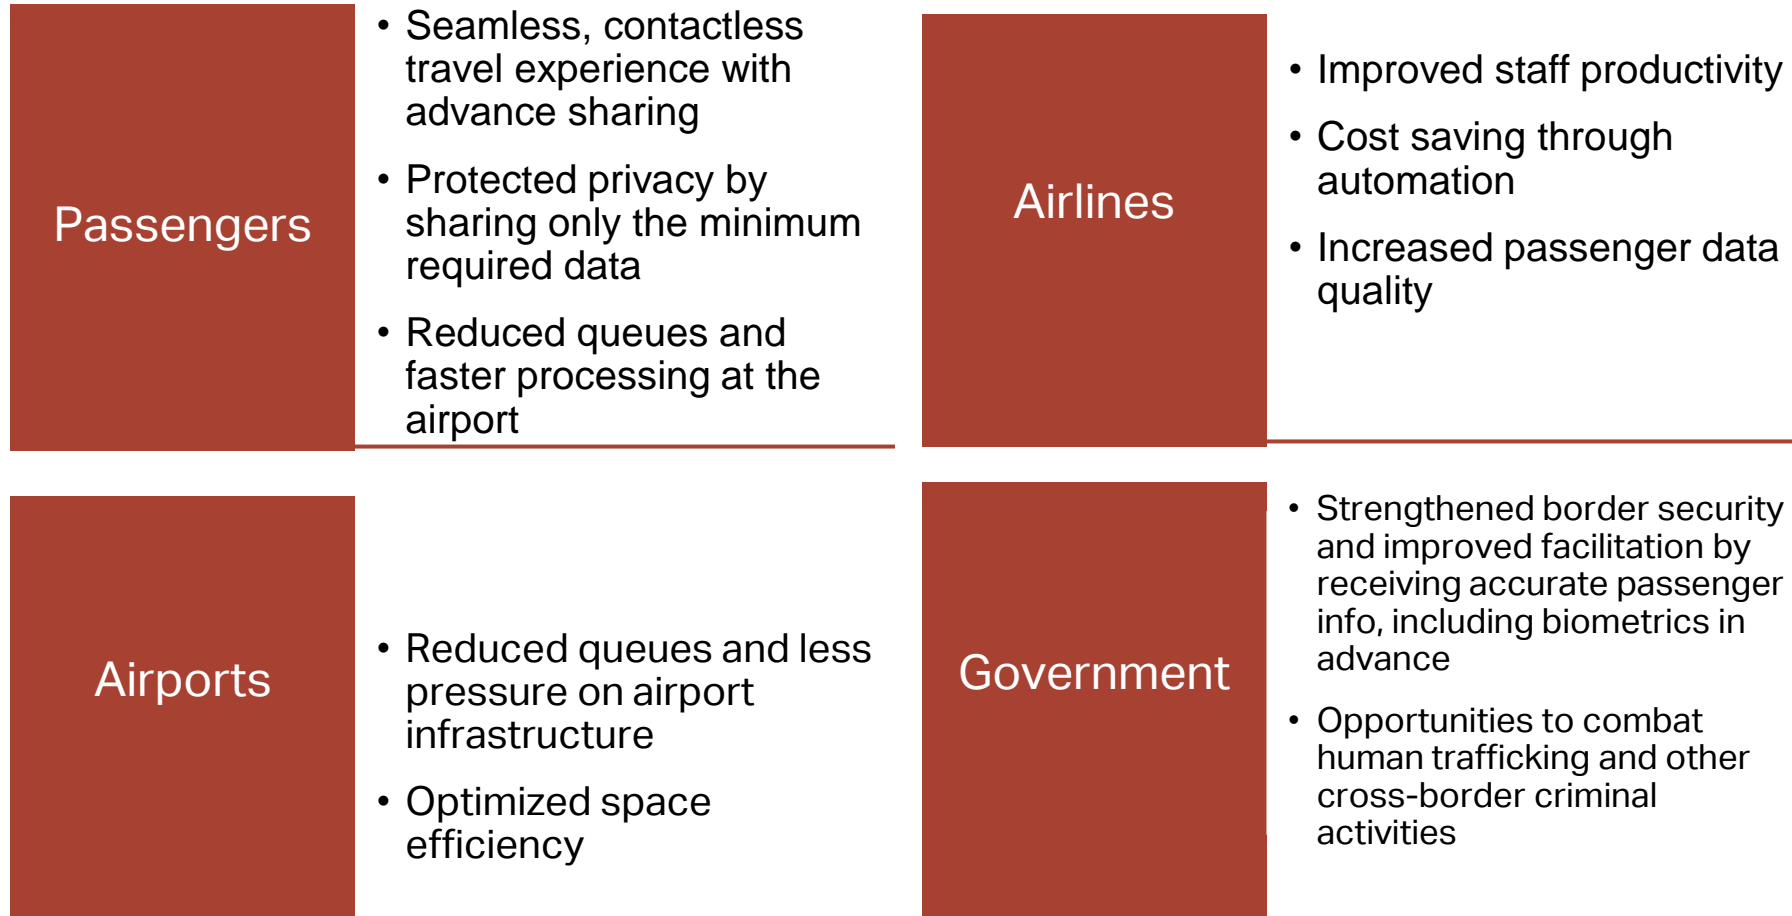 Passengers
• Seamless, contactless
travel experience with
advance sharing
• Protected privacy by
sharing only the minimum
required data
• Reduced queues and
faster processing at the
airport
Airlines
• Improved staff productivity
• Cost saving through
automation
• Increased passenger data
quality
Airports
• Reduced queues and less
pressure on airport
infrastructure
• Optimized space
efficiency
Government
• Strengthened border security
and improved facilitation by
receiving accurate passenger
info, including biometrics in
advance
• Opportunities to combat
human trafficking and other
cross-border criminal
activities